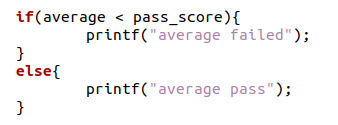 if(average < pass_score){
        printf("average failed");
}
else{
        printf("average pass");
}